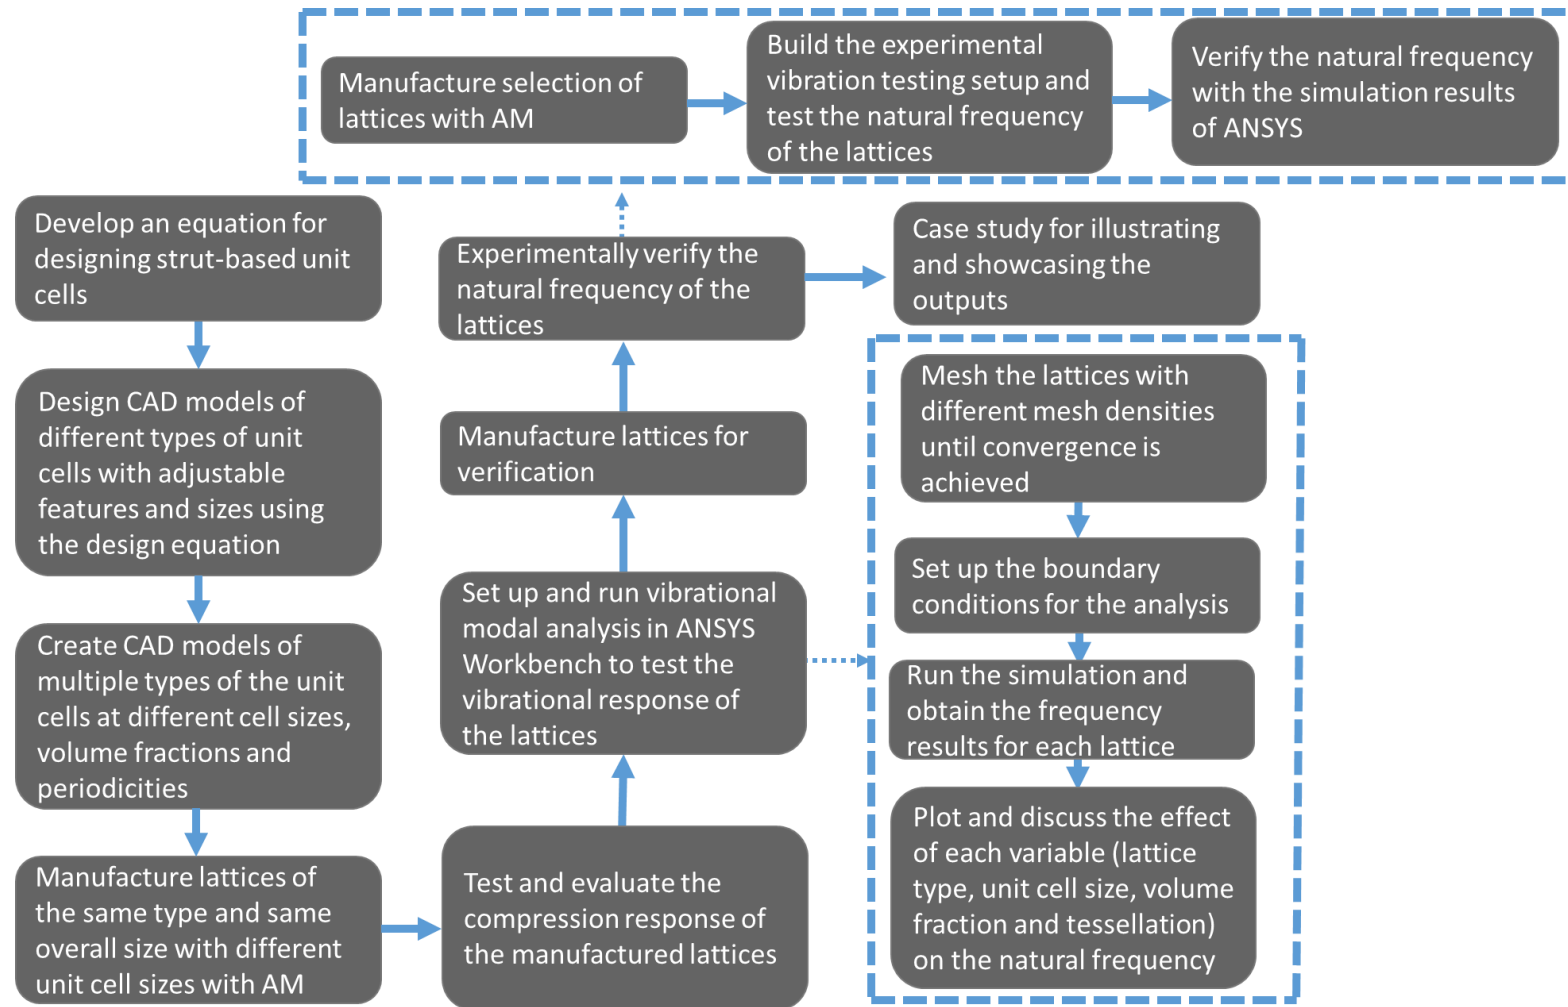 Manufacture selection of
lattices with AM
Build the experimental
vibration testing setup and
test the natural frequency
of the lattices
Verify the natural frequency
with the simulation results
of ANSYS
Develop an equation for
designing strut-based unit
cells
Design CAD models of
different types of unit
cells with adjustable
features and sizes using
the design equation
Create CAD models of
multiple types of the unit
cells at different cell sizes,
volume fractions and
periodicities
Manufacture lattices of
the same type and same
overall size with different
unit cell sizes with AM
Test and evaluate the
compression response of
the manufactured lattices
Set up and run vibrational
modal analysis in ANSYS
Workbench to test the
vibrational response of
the lattices
Manufacture lattices for
verification
Experimentally verify the
natural frequency of the
lattices
Case study for illustrating
and showcasing the
outputs
Mesh the lattices with
different mesh densities
until convergence is
achieved
Set up the boundary
conditions for the analysis
Run the simulation and
obtain the frequency
results for each lattice
Plot and discuss the effect
of each variable (lattice
type, unit cell size, volume
fraction and tessellation)
on the natural frequency